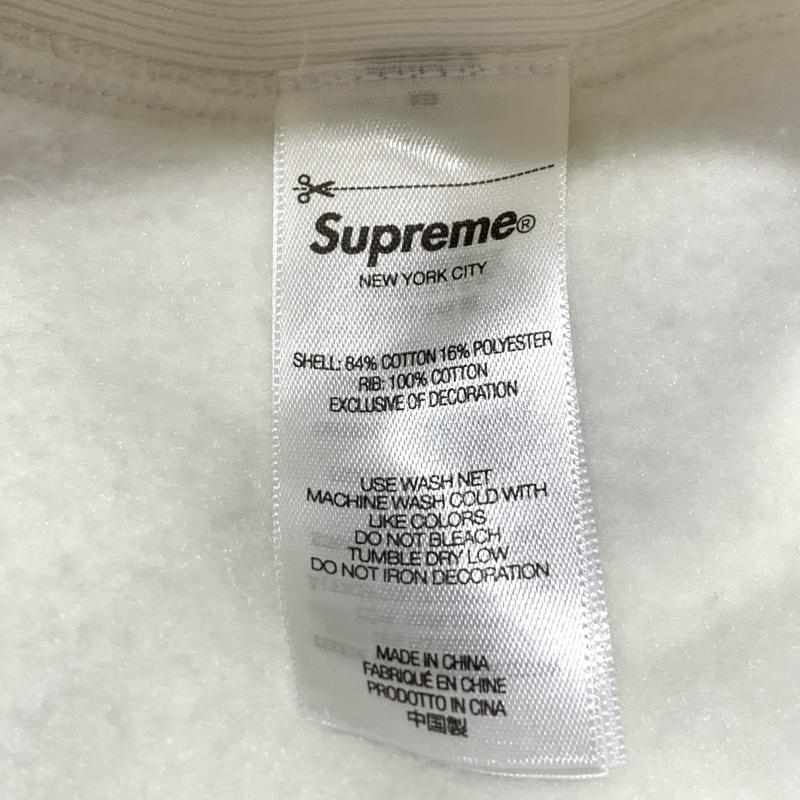 Supreme®
NEW YORK CITY
SHELL: 84% COTTON 16% POLYESTER
RIB: 100% COTTON
EXCLUSIVE OF DECORATION
USE WASH NET
MACHINE WASH COLD WITH
LIKE COLORS
DO NOT BLEACH
TUMBLE DRY LOW
DO NOT IRON DECORATION
MADE IN CHINA
FABRIQUÉ EN CHINE
PRODOTTO IN CINA
中国製